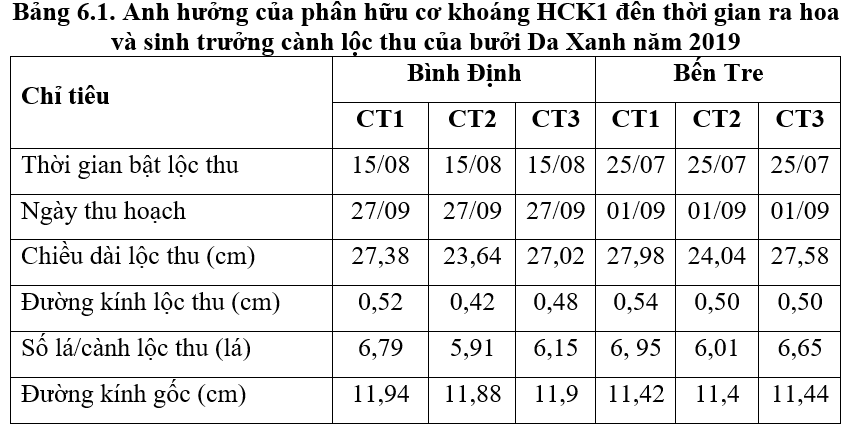 Bảng 6.1. Anh hưởng của phân hữu cơ khoáng HCK1 đến thời gian ra hoa
và sinh trưởng cành lộc thu của bưởi Da Xanh năm 2019
Chỉ tiêu Bình Định Bến Tre
CT1 CT2 CT3 CT1 CT2 CT3
Thời gian bật lộc thu 15/08 15/08 15/08 25/07 25/07 25/07
Ngày thu hoạch 27/09 27/09 27/09 01/09 01/09 01/09
Chiều dài lộc thu (cm) 27,38 23,64 27,02 27,98 24,04 27,58
Đường kính lộc thu (cm) 0,52 0,42 0,48 0,54 0,50 0,50
Số lá/cành lộc thu (lá) 6,79 5,91 6,15 6, 95 6,01 6,65
Đường kính gốc (cm) 11,94 11,88 11,9 11,42 11,4 11,44